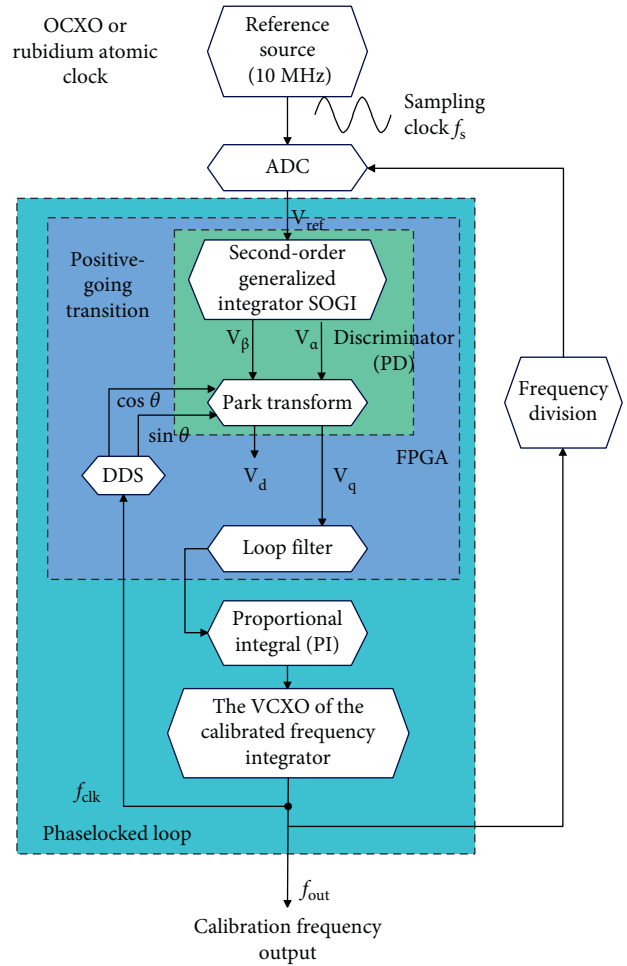 OCXO or
rubidium atomic
clock
Reference
source
(10 MHz)
Sampling
clock fs
ADC
Vref
Positive-
going
transition
Second-order
generalized
integrator SOGI
Vβ
Vα
Discriminator
(PD)
cos θ
Park transform
Frequency
division
sin θ
FPGA
DDS
Vd
Vq
Loop filter
Proportional
integral (PI)
The VCXO of the
calibrated frequency
integrator
fclk
Phaselocked loop
fout
Calibration frequency
output